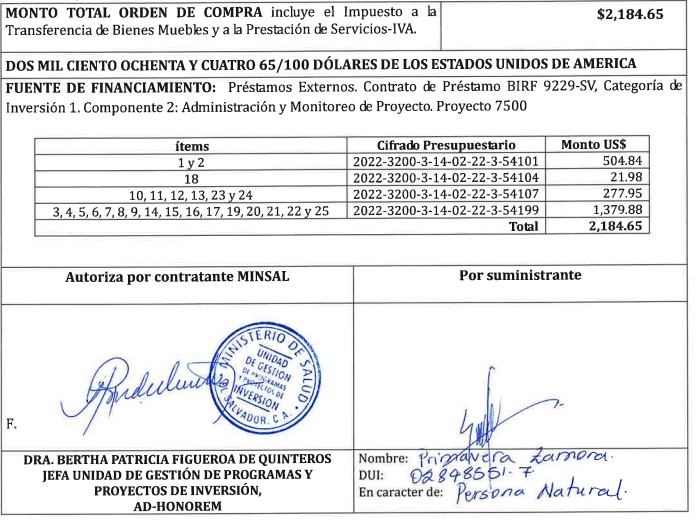 MONTO TOTAL ORDEN DE COMPRA incluye el Impuesto a la $2,184.65
Transferencia de Bienes Muebles y a la Prestación de Servicios-IVA.
DOS MIL CIENTO OCHENTA Y CUATRO 65/100 DÓLARES DE LOS ESTADOS UNIDOS DE AMERICA
FUENTE DE FINANCIAMIENTO: Préstamos Externos. Contrato de Préstamo BIRF 9229-SV, Categoría de
Inversión 1. Componente 2: Administración y Monitoreo de Proyecto. Proyecto 7500
ítems Cifrado Presupuestario Monto US$
1 y 2 2022-3200-3-14-02-22-3-54101 504.84
18 2022-3200-3-14-02-22-3-54104 21.98
10, 11, 12, 13, 23 y 24 2022-3200-3-14-02-22-3-54107 277.95
3, 4, 5, 6, 7, 8, 9, 14, 15, 16, 17, 19, 20, 21, 22 y 25 2022-3200-3-14-02-22-3-54199 1,379.88
Total 2,184.65
Autoriza por contratante MINSAL
MINISTERIO DE SALUD
UNIDAD
DE GESTIÓN
DE PROGRAMAS
Y PROYECTOS DE
INVERSIÓN
SALVADOR, C.A.
F.
DRA. BERTHA PATRICIA FIGUEROA DE QUINTEROS
JEFA UNIDAD DE GESTIÓN DE PROGRAMAS Y
PROYECTOS DE INVERSIÓN,
AD-HONOREM
Por suministrante
Nombre: Primavera Zamora.
DUI: 02848551-7
En caracter de: Persona Natural.